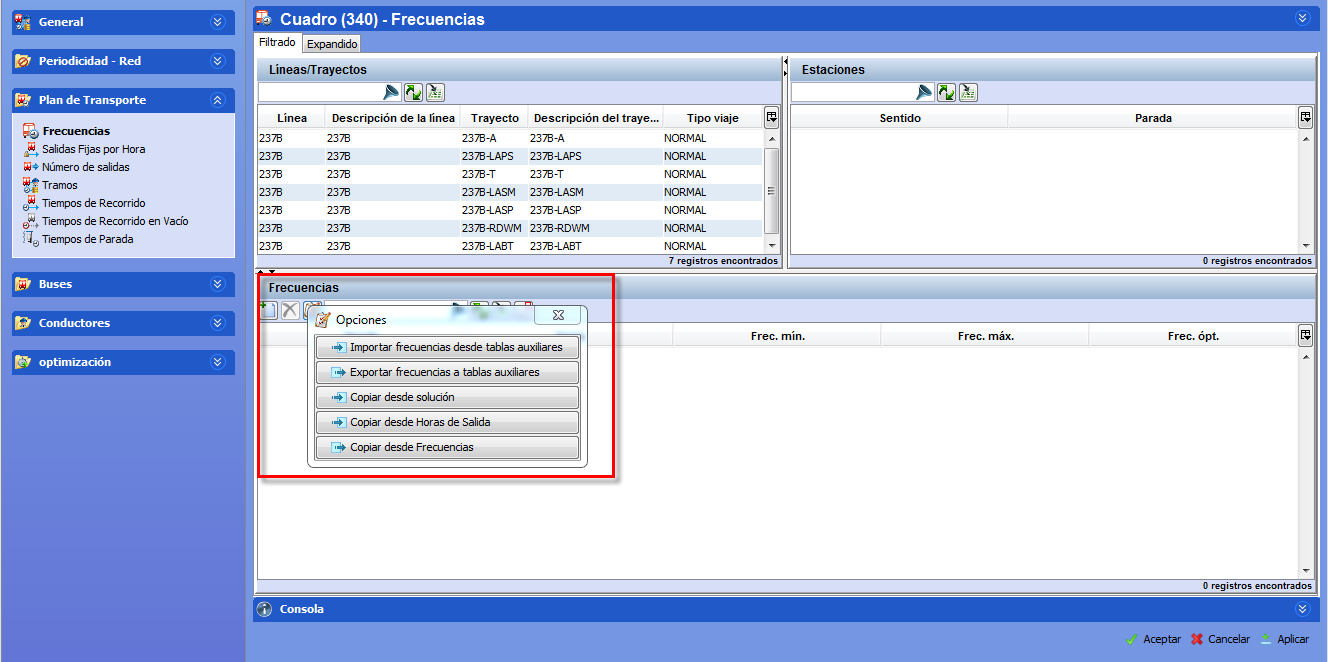 General
Periodicidad - Red
Plan de Transporte
Frecuencias
Salidas Fijas por Hora
Número de salidas
Tramos
Tiempos de Recorrido
Tiempos de Recorrido en Vacío
Tiempos de Parada
Buses
Conductores
optimización
Cuadro (340) - Frecuencias
Filtrado Expandido
Líneas/Trayectos
Línea Descripción de la línea Trayecto Descripción del traye... Tipo viaje
237B 237B 237B-A 237B-A NORMAL
237B 237B 237B-LAPS 237B-LAPS NORMAL
237B 237B 237B-T 237B-T NORMAL
237B 237B 237B-LASM 237B-LASM NORMAL
237B 237B 237B-LASP 237B-LASP NORMAL
237B 237B 237B-RDWM 237B-RDWM NORMAL
237B 237B 237B-LABT 237B-LABT NORMAL
7 registros encontrados
Estaciones
Sentido Parada
0 registros encontrados
Frecuencias
Frec. mín. Frec. máx. Frec. ópt.
Opciones
Importar frecuencias desde tablas auxiliares
Exportar frecuencias a tablas auxiliares
Copiar desde solución
Copiar desde Horas de Salida
Copiar desde Frecuencias
0 registros encontrados
Consola
Aceptar Cancelar Aplicar